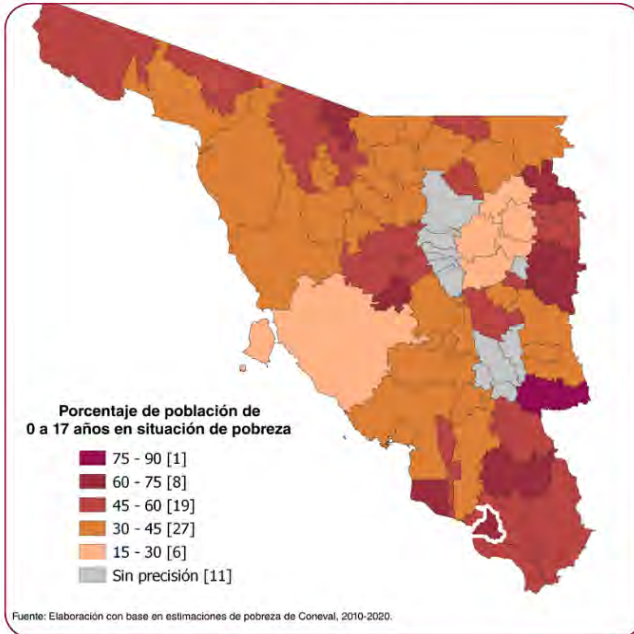 Porcentaje de población de
0 a 17 años en situación de pobreza
75 - 90 [1]
60 - 75 [8]
45 - 60 [19]
30 - 45 [27]
15 - 30 [6]
Sin precisión [11]
Fuente: Elaboración con base en estimaciones de pobreza de Coneval, 2010-2020.